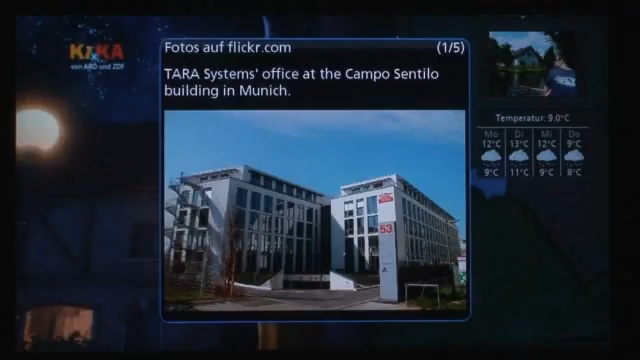 KiKA
von ARD und ZDF
Fotos auf flickr.com
(1/5)
TARA Systems' office at the Campo Sentilo
building in Munich.
53
Temperatur: 9.0°C
Mo Di Mi Do
12°C 13°C 12°C 9°C
9°C 11°C 9°C 8°C